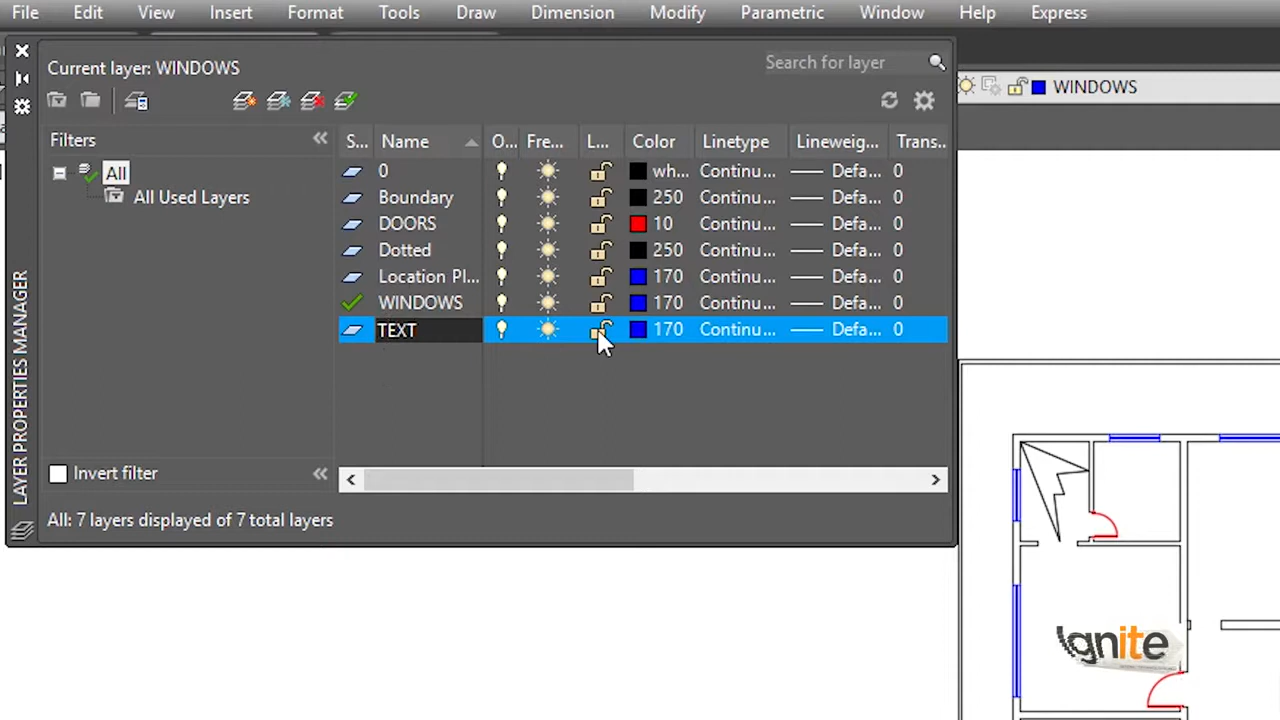 File Edit View Insert Format Tools Draw Dimension Modify Parametric Window Help Express
Current layer: WINDOWS
Search for layer
WINDOWS
Filters
All
All Used Layers
S... Name O... Fre... L... Color Linetype Lineweig... Trans...
0 wh... Continu... Defa... 0
Boundary 250 Continu... Defa... 0
DOORS 10 Continu... Defa... 0
Dotted 250 Continu... Defa... 0
Location Pl... 170 Continu... Defa... 0
WINDOWS 170 Continu... Defa... 0
TEXT 170 Continu... Defa... 0
LAYER PROPERTIES MANAGER
Invert filter
All: 7 layers displayed of 7 total layers
Ignite